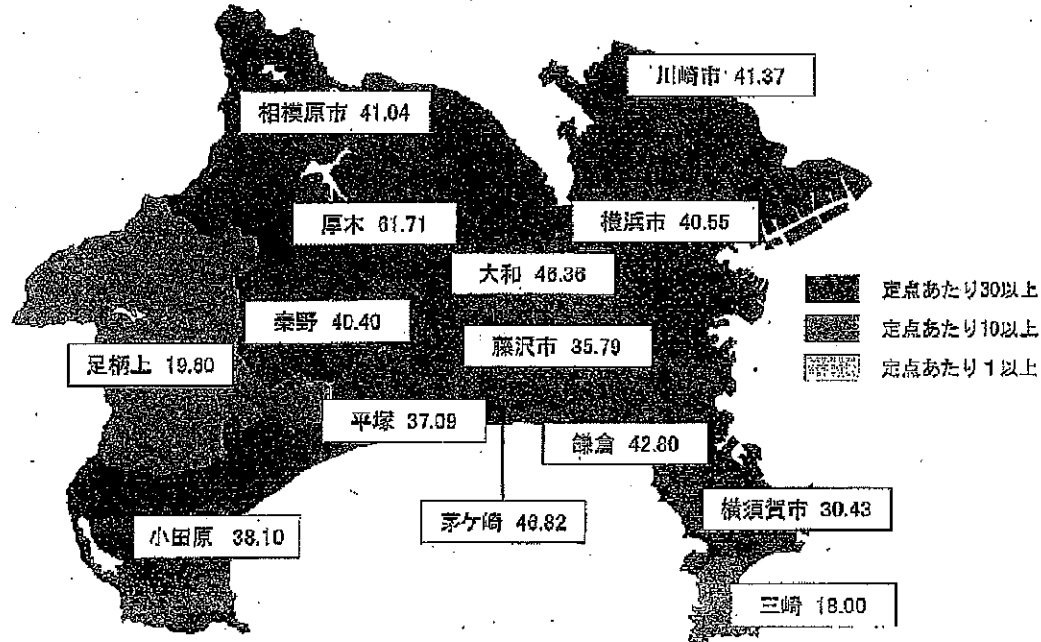 川崎市 41.37
相模原市 41.04
厚木 61.71
横浜市 40.55
大和 46.36
定点あたり30以上
秦野 40.40
定点あたり10以上
藤沢市 35.79
足柄上 19.80
定点あたり1以上
平塚 37.09
鎌倉 42.80
茅ケ崎 46.82
横須賀市 30.43
小田原 38.10
三崎 18.00